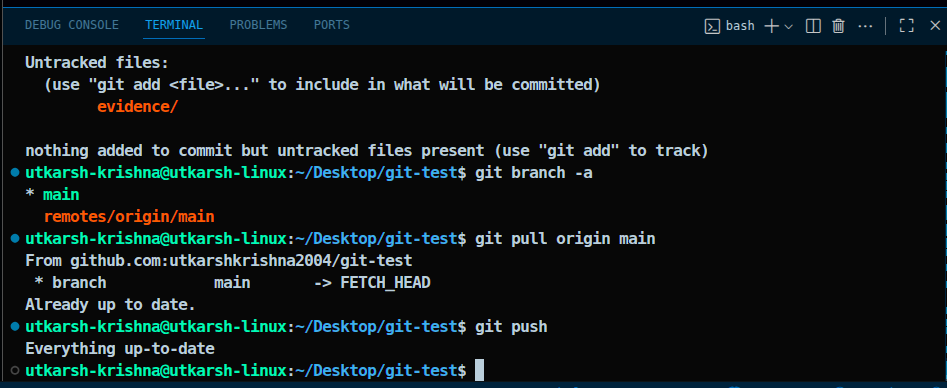 DEBUG CONSOLE TERMINAL PROBLEMS PORTS bash
Untracked files:
  (use "git add <file>..." to include in what will be committed)
        evidence/

nothing added to commit but untracked files present (use "git add" to track)
utkarsh-krishna@utkarsh-linux:~/Desktop/git-test$ git branch -a
* main
  remotes/origin/main
utkarsh-krishna@utkarsh-linux:~/Desktop/git-test$ git pull origin main
From github.com:utkarshkrishna2004/git-test
 * branch            main       -> FETCH_HEAD
Already up to date.
utkarsh-krishna@utkarsh-linux:~/Desktop/git-test$ git push
Everything up-to-date
utkarsh-krishna@utkarsh-linux:~/Desktop/git-test$